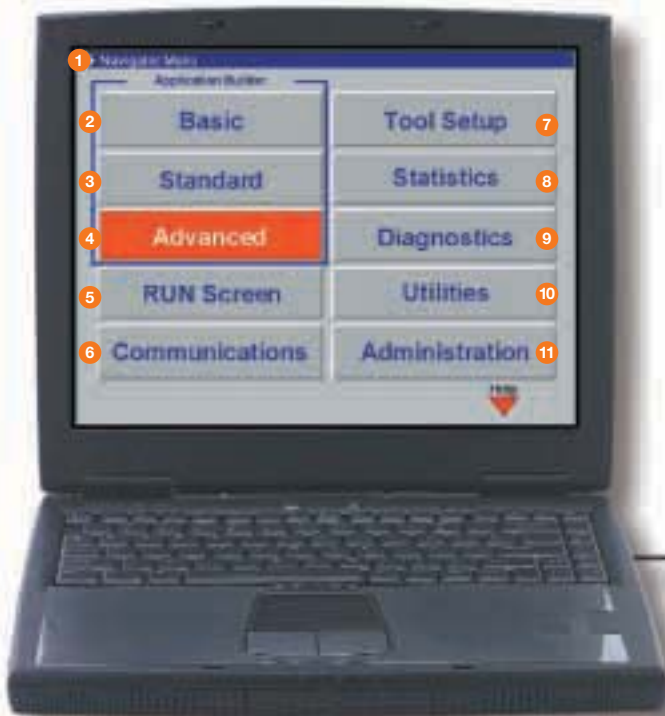 1 Navigator Menu
Application Builder
2 Basic
3 Standard
4 Advanced
5 RUN Screen
6 Communications
Tool Setup 7
Statistics 8
Diagnostics 9
Utilities 10
Administration 11